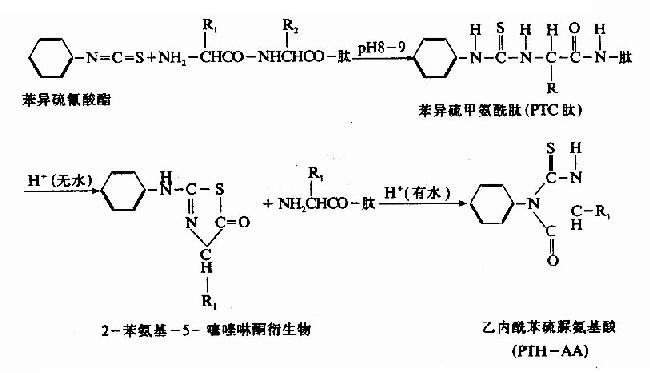 R₁ R₂
N=C=S+NH₂-CHCO-NHCHCO-肽 pH8-9 H S H O H
N-C-N-C-C-N-肽
H R
苯异硫氰酸酯 苯异硫甲氨酰肽(PTC肽)
H⁺(无水) H N-C-S N C=O C H R₁
+NH₂CHCO-肽 H⁺(有水) S H C-N N C-R₁ H C O
2-苯氨基-5-噻唑啉酮衍生物 乙内酰苯硫脲氨基酸
(PTH-AA)